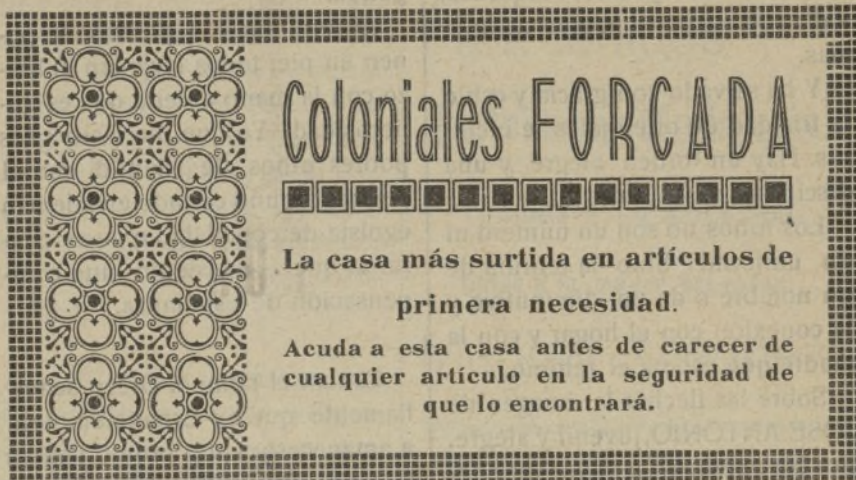 Coloniales FORCADA
La casa más surtida en artículos de
primera necesidad.
Acuda a esta casa antes de carecer de
cualquier artículo en la seguridad de
que lo encontrará.